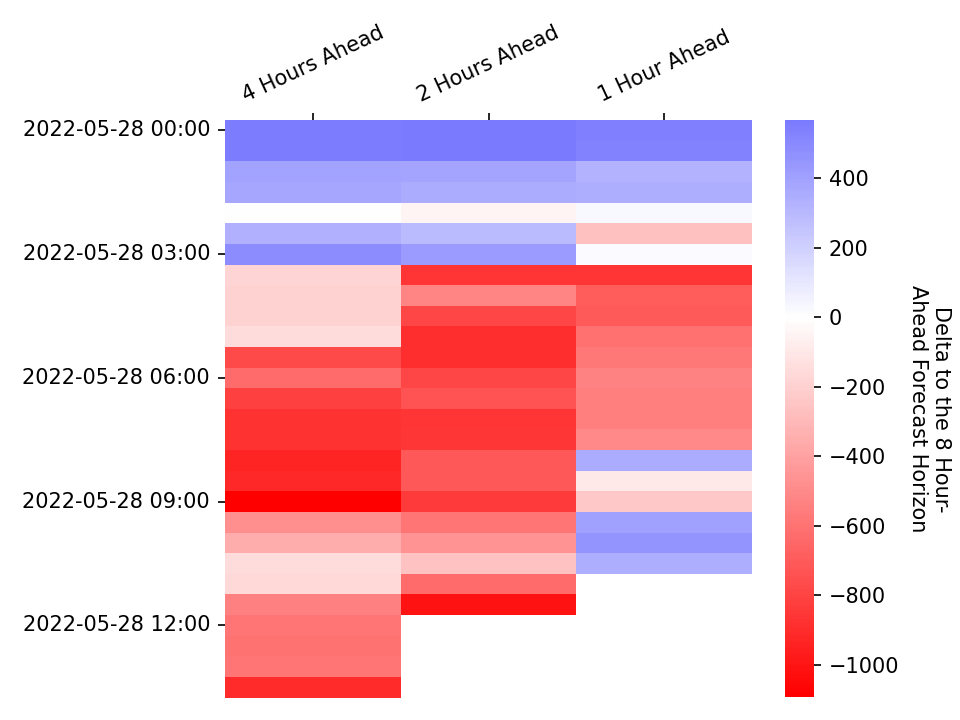 4 Hours Ahead
2 Hours Ahead
1 Hour Ahead
2022-05-28 00:00
2022-05-28 03:00
2022-05-28 06:00
2022-05-28 09:00
2022-05-28 12:00
400
200
0
−200
−400
−600
−800
−1000
Delta to the 8 Hour-
Ahead Forecast Horizon